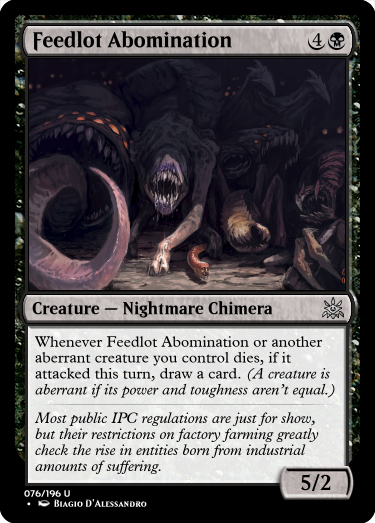 Feedlot Abomination 4
Creature — Nightmare Chimera
Whenever Feedlot Abomination or another
aberrant creature you control dies, if it
attacked this turn, draw a card. (A creature is
aberrant if its power and toughness aren't equal.)
Most public IPC regulations are just for show,
but their restrictions on factory farming greatly
check the rise in entities born from industrial
amounts of suffering.
5/2
076/196 U
• Biagio D'Alessandro